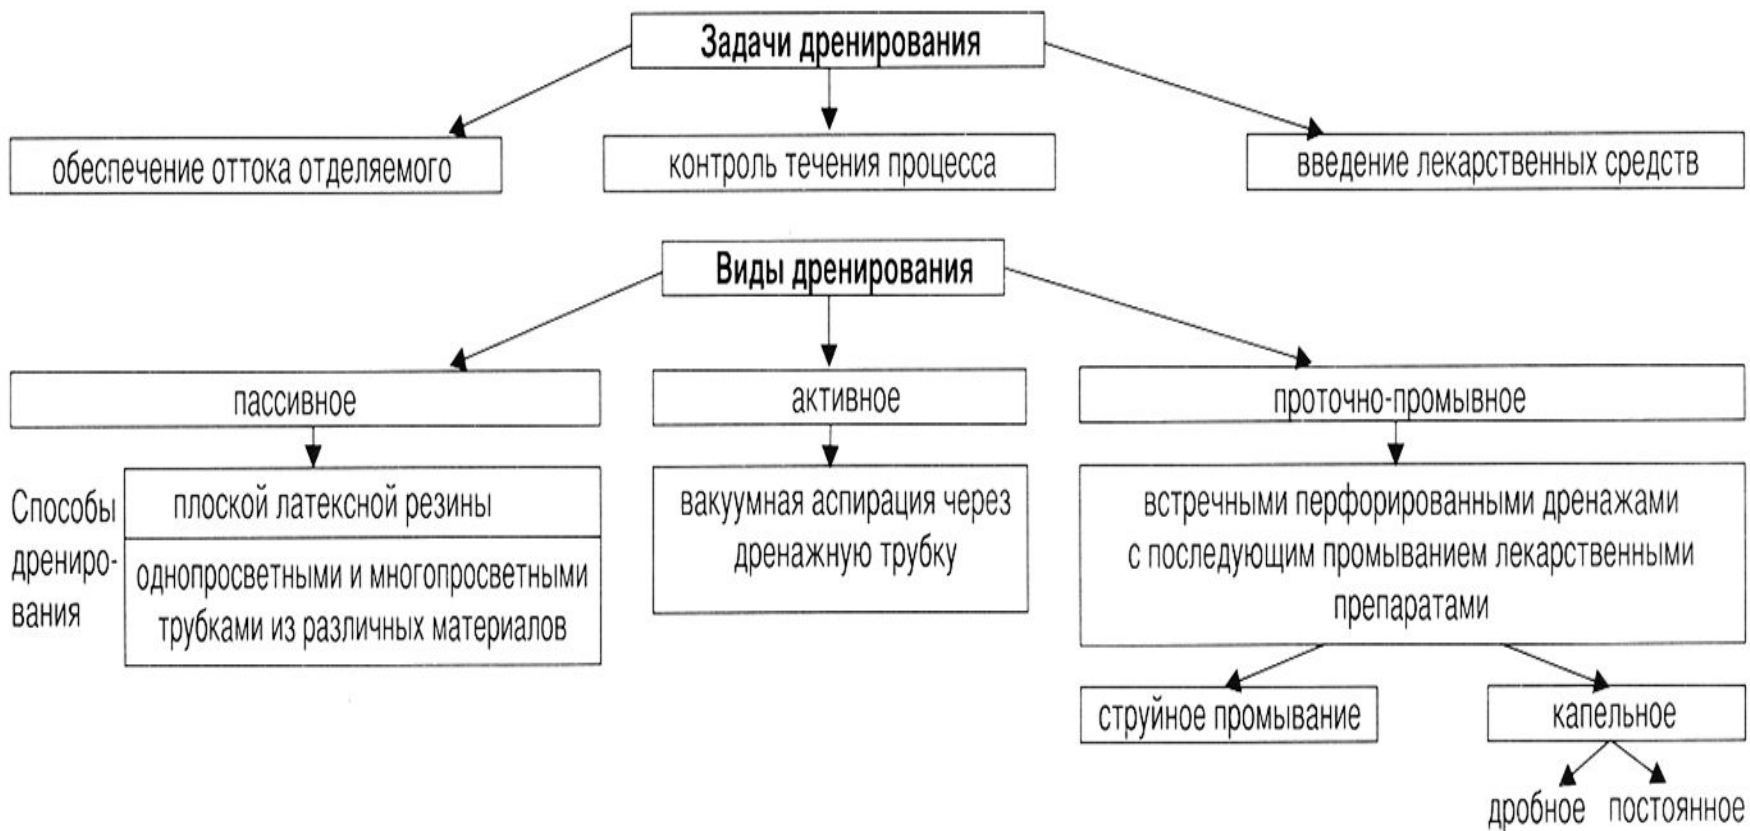 Задачи дренирования
обеспечение оттока отделяемого
контроль течения процесса
введение лекарственных средств
Виды дренирования
пассивное
активное
проточно-промывное
Способы
дрениро-
вания
плоской латексной резины
однопросветными и многопросветными
трубками из различных материалов
вакуумная аспирация через
дренажную трубку
встречными перфорированными дренажами
с последующим промыванием лекарственными
препаратами
струйное промывание
капельное
дробное
постоянное